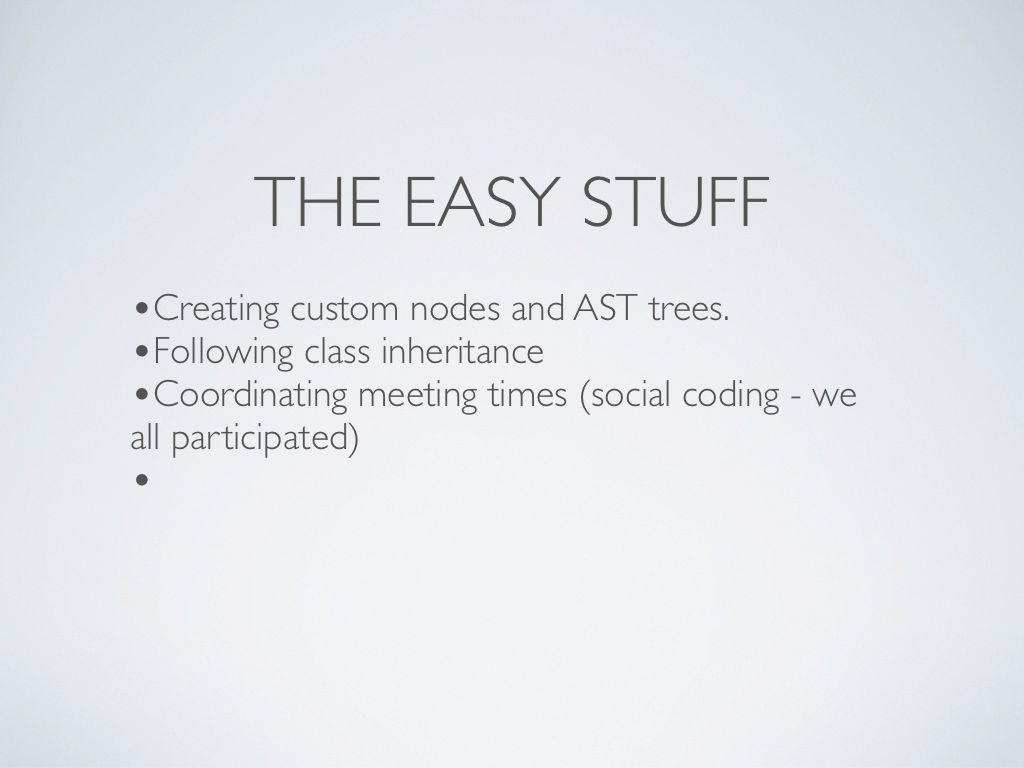 THE EASY STUFF
•Creating custom nodes and AST trees.
•Following class inheritance
•Coordinating meeting times (social coding - we
all participated)
•